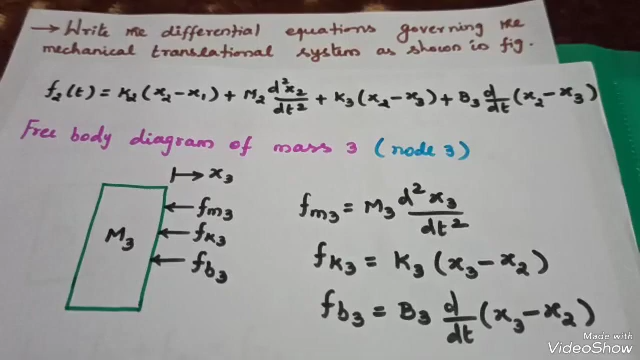 → Write the differential equations governing the
mechanical translational system as shown in fig.
f₂(t) = K₂(x₂-x₁) + M₂ d²x₂/dt² + K₃(x₂-x₃) + B₃ d/dt (x₂-x₃)
Free body diagram of mass 3 (node 3)
x₃
fm₃
fk₃
fb₃
M₃
fm₃ = M₃ d²x₃/dt²
fk₃ = K₃ (x₃-x₂)
fb₃ = B₃ d/dt (x₃-x₂)
Made with
VideoShow